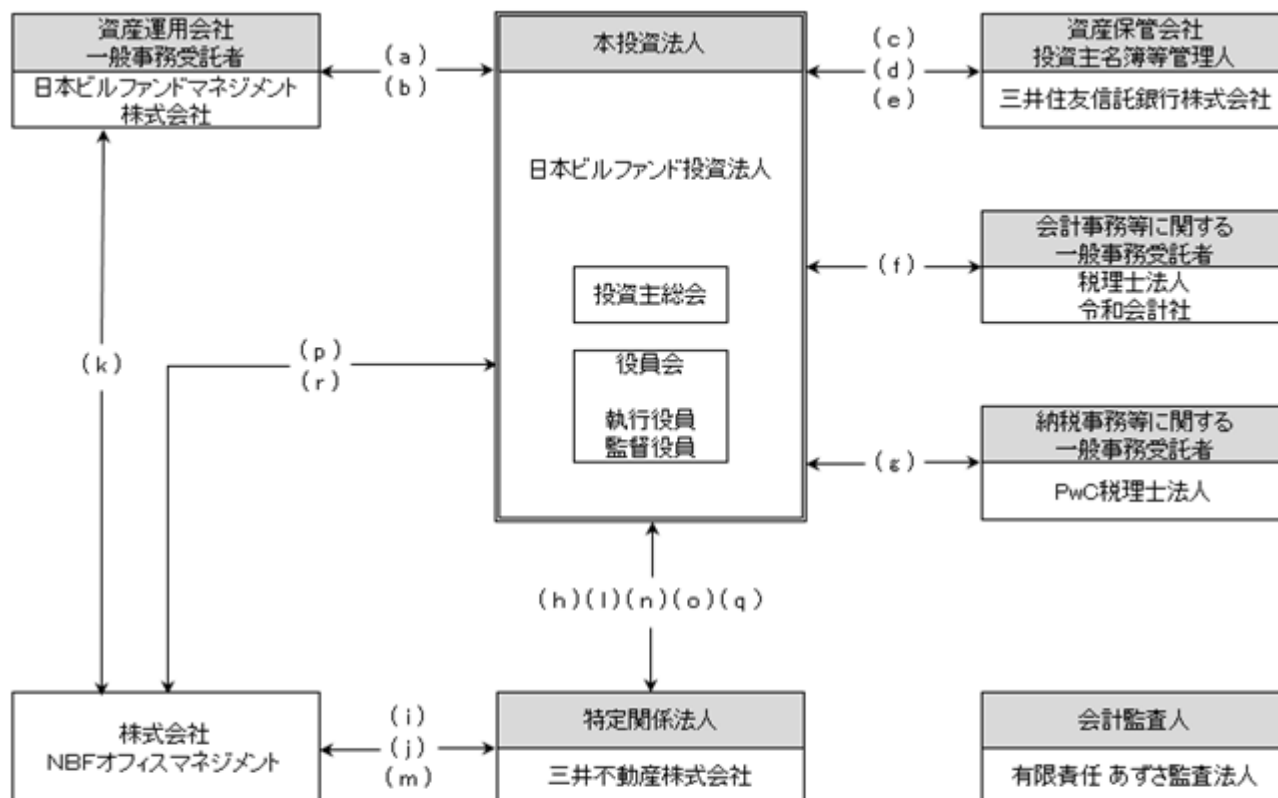 資産運用会社
一般事務受託者
日本ビルファンドマネジメント
株式会社
(a)
(b)
本投資法人
日本ビルファンド投資法人
投資主総会
役員会
執行役員
監督役員
(c)
(d)
(e)
資産保管会社
投資主名簿等管理人
三井住友信託銀行株式会社
(f)
会計事務等に関する
一般事務受託者
税理士法人
令和会計社
(k)
(p)
(r)
(g)
納税事務等に関する
一般事務受託者
PwC税理士法人
(h)(l)(n)(o)(q)
株式会社
NBFオフィスマネジメント
(i)
(j)
(m)
特定関係法人
三井不動産株式会社
会計監査人
有限責任 あずさ監査法人